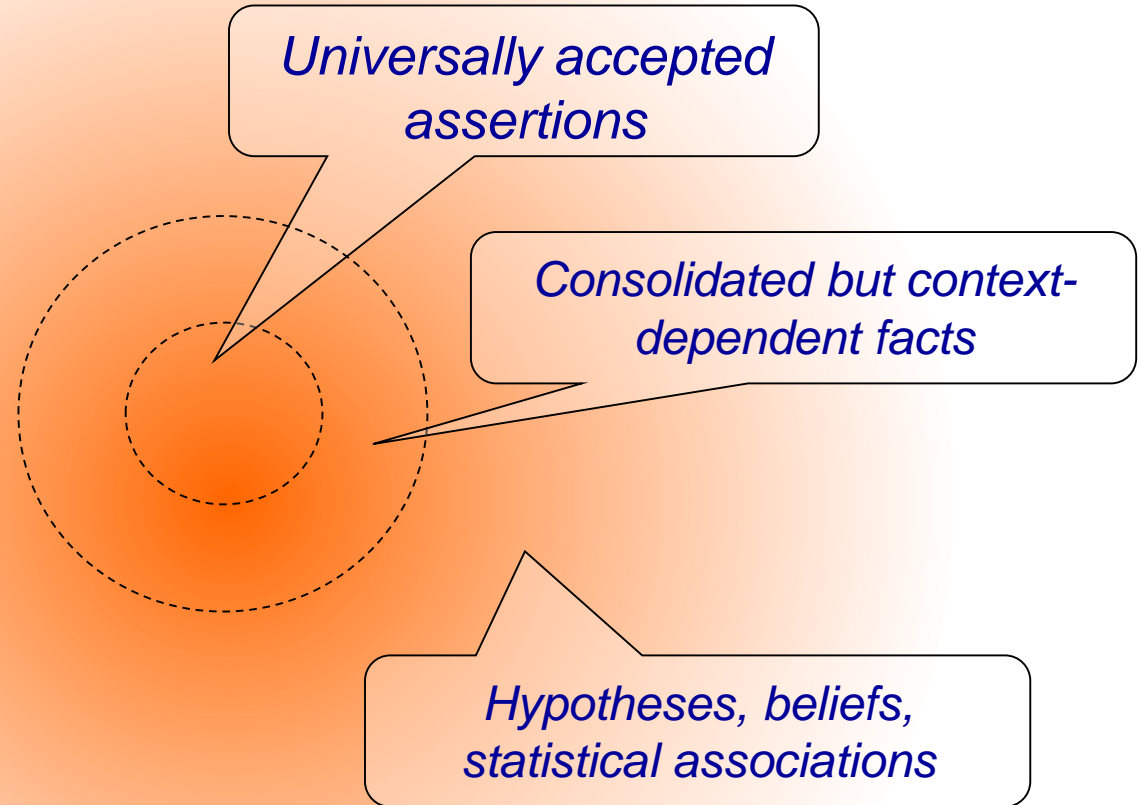 Universally accepted
assertions
Consolidated but context-
dependent facts
Hypotheses, beliefs,
statistical associations